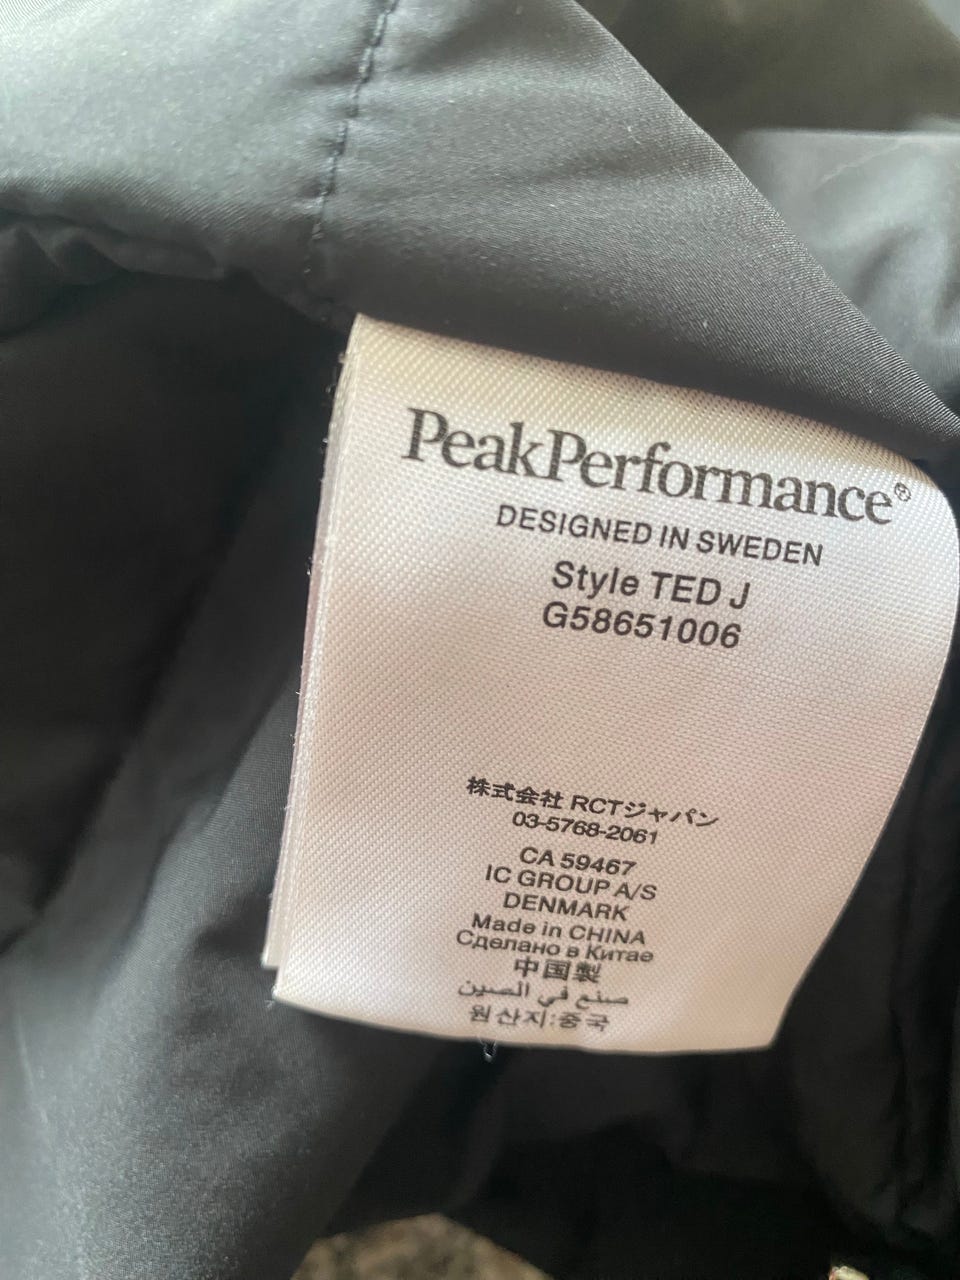 PeakPerformance®
DESIGNED IN SWEDEN
Style TED J
G58651006
株式会社 RCTジャパン
03-5768-2061
CA 59467
IC GROUP A/S
DENMARK
Made in CHINA
Сделано в Китае
中国製
صنع في الصين
원산지:중국